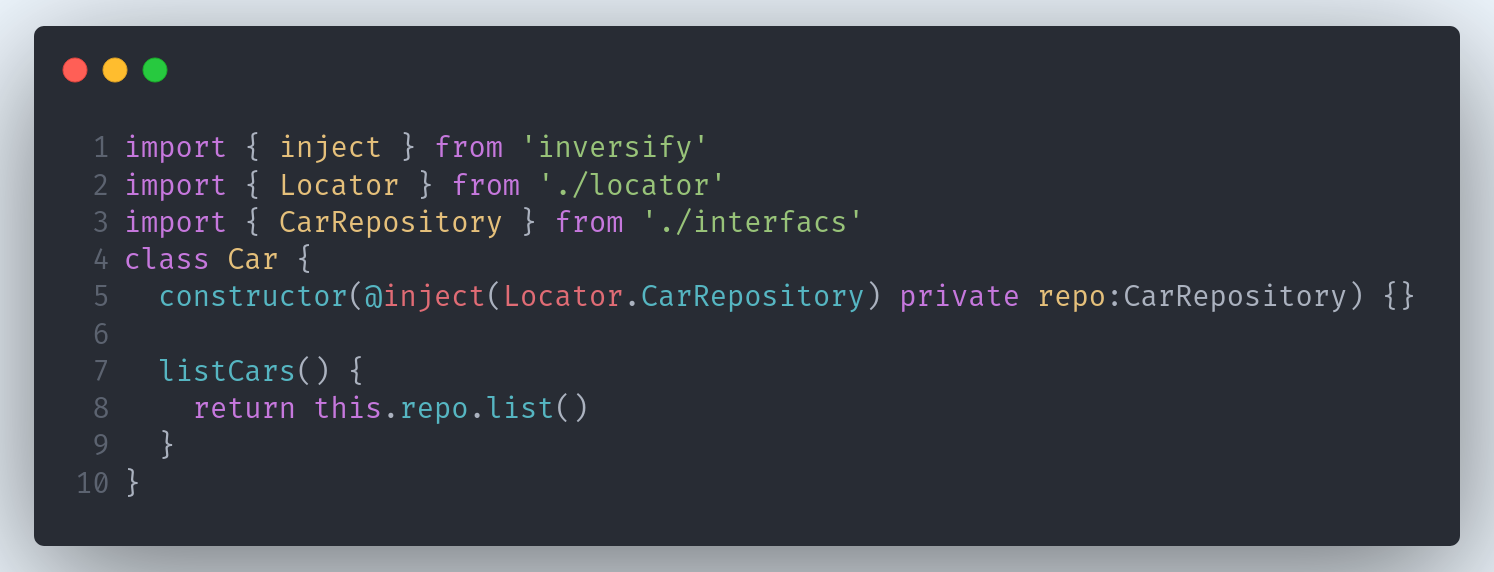 1 import { inject } from 'inversify'
2 import { Locator } from './locator'
3 import { CarRepository } from './interfacs'
4 class Car {
5   constructor(@inject(Locator.CarRepository) private repo:CarRepository) {}
6
7   listCars() {
8     return this.repo.list()
9   }
10 }